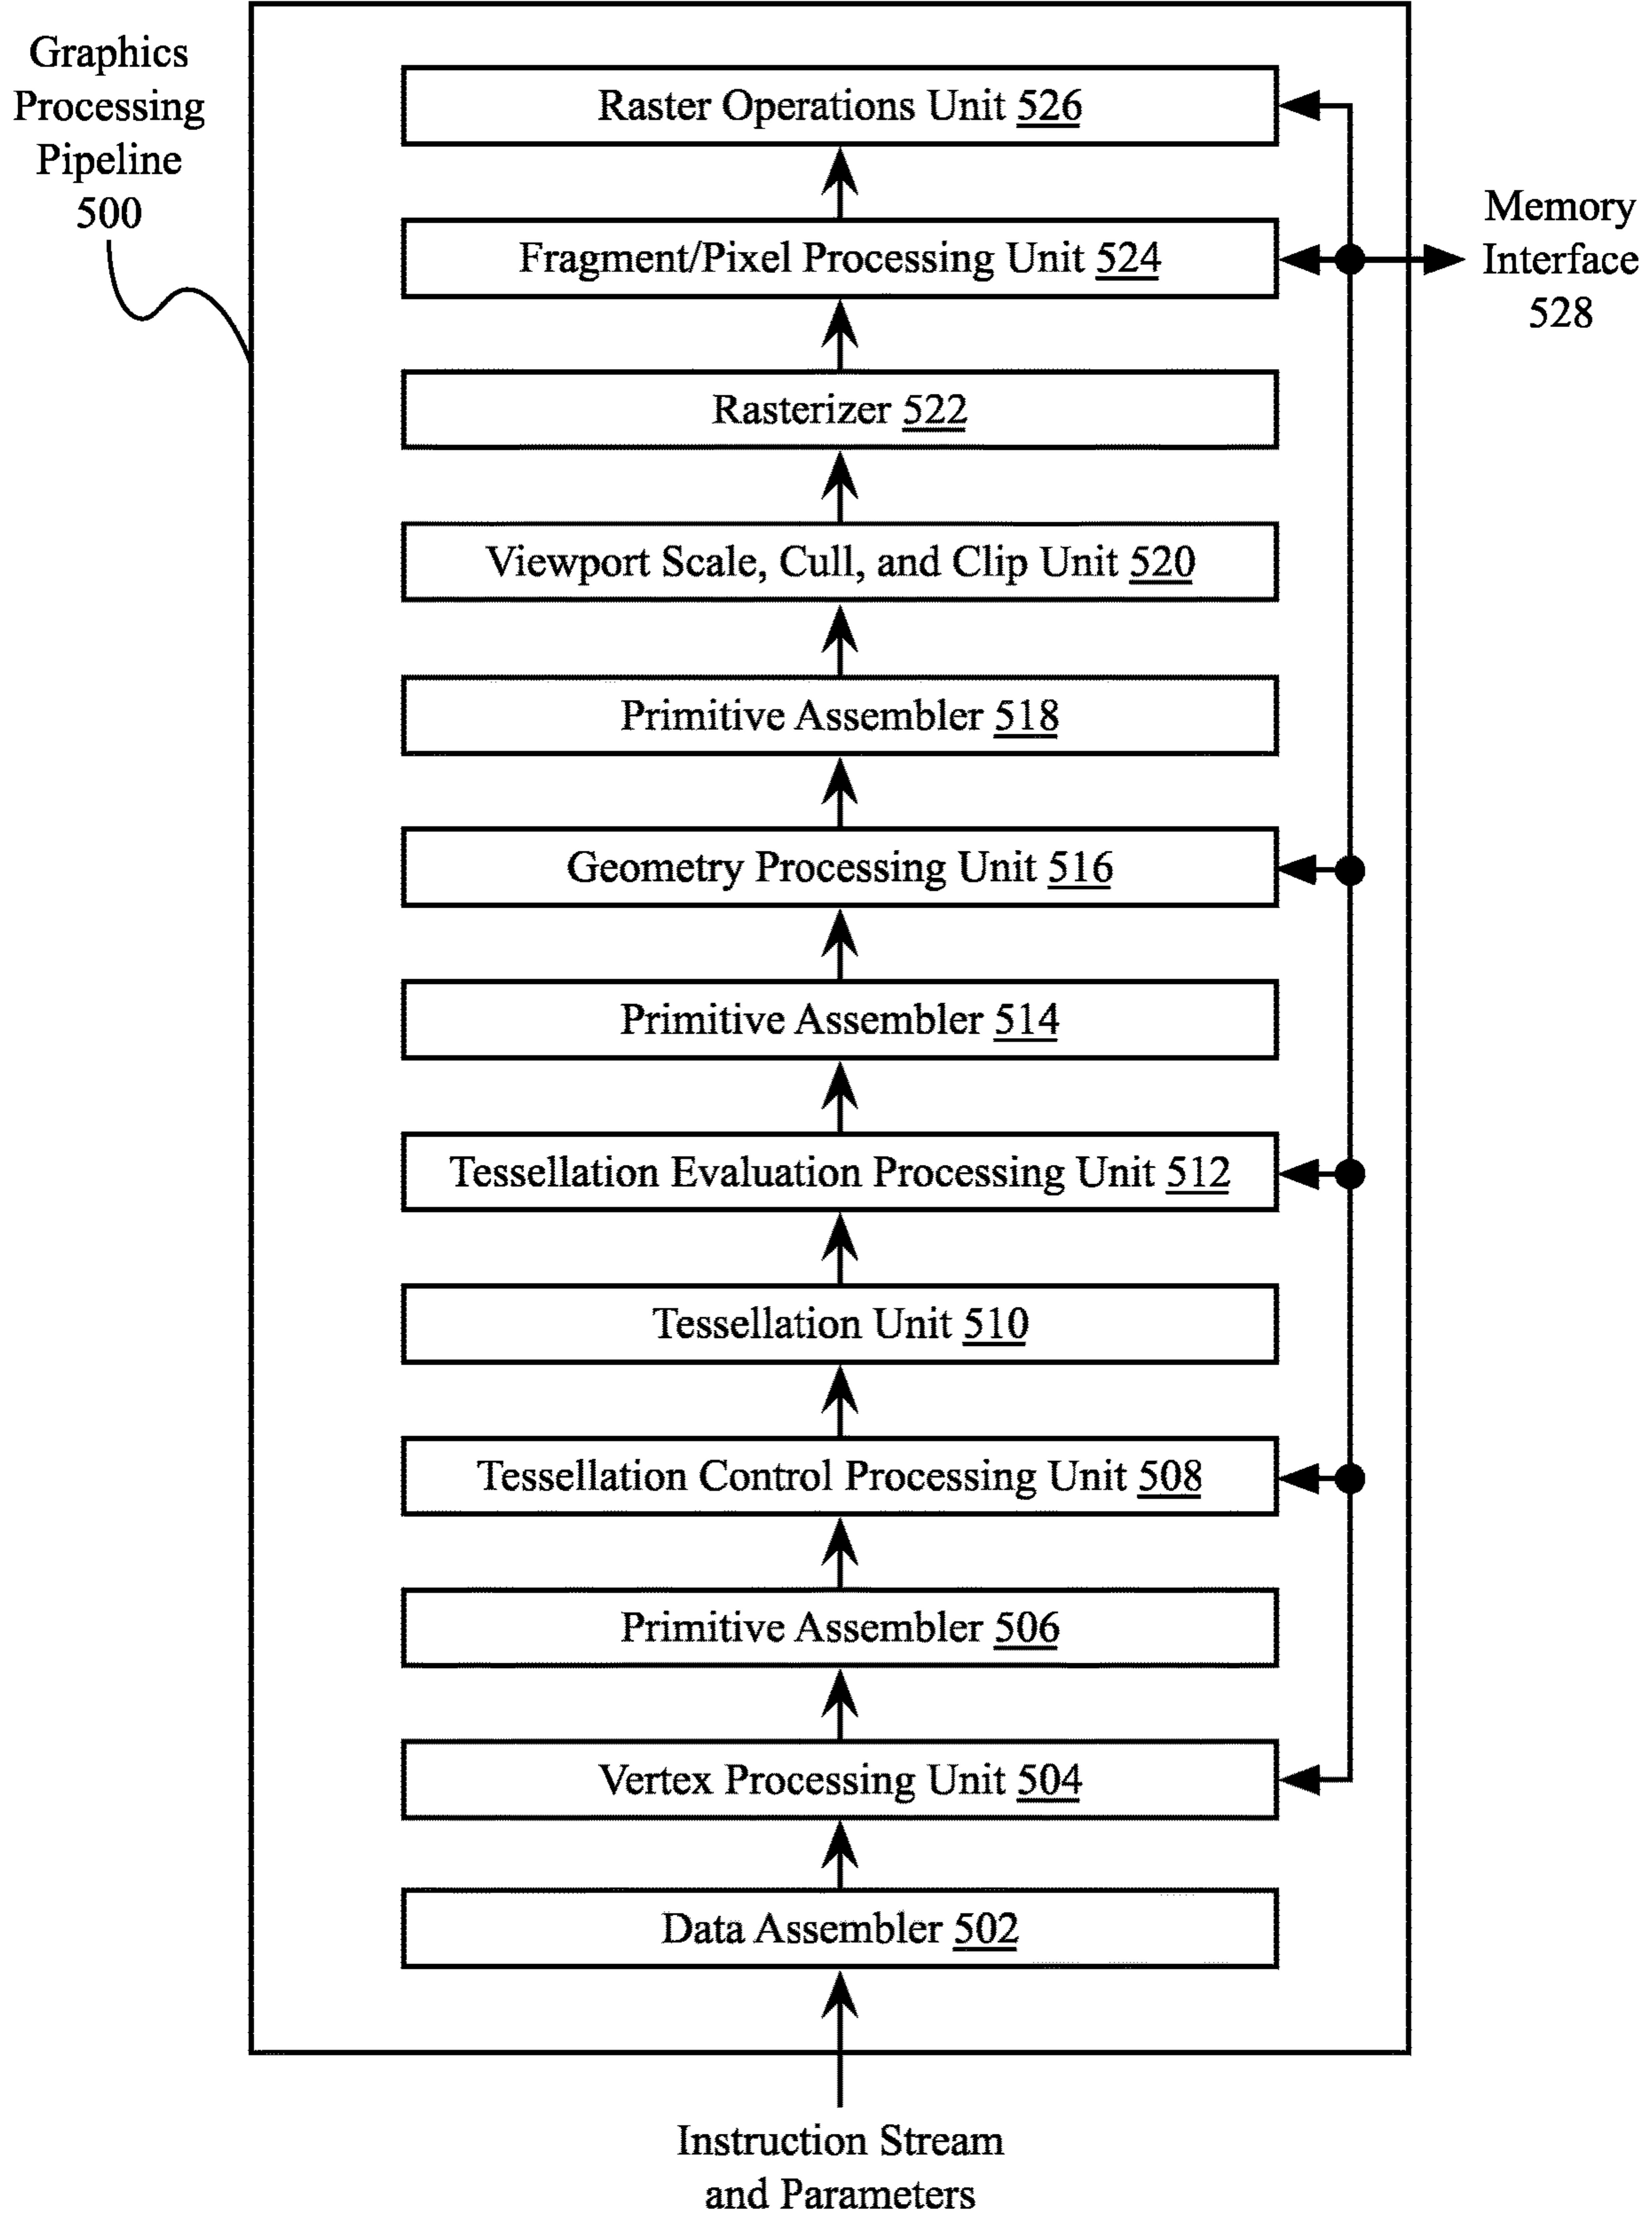 Graphics
Processing
Pipeline
500
Raster Operations Unit 526
Fragment/Pixel Processing Unit 524
Memory
Interface
528
Rasterizer 522
Viewport Scale, Cull, and Clip Unit 520
Primitive Assembler 518
Geometry Processing Unit 516
Primitive Assembler 514
Tessellation Evaluation Processing Unit 512
Tessellation Unit 510
Tessellation Control Processing Unit 508
Primitive Assembler 506
Vertex Processing Unit 504
Data Assembler 502
Instruction Stream
and Parameters